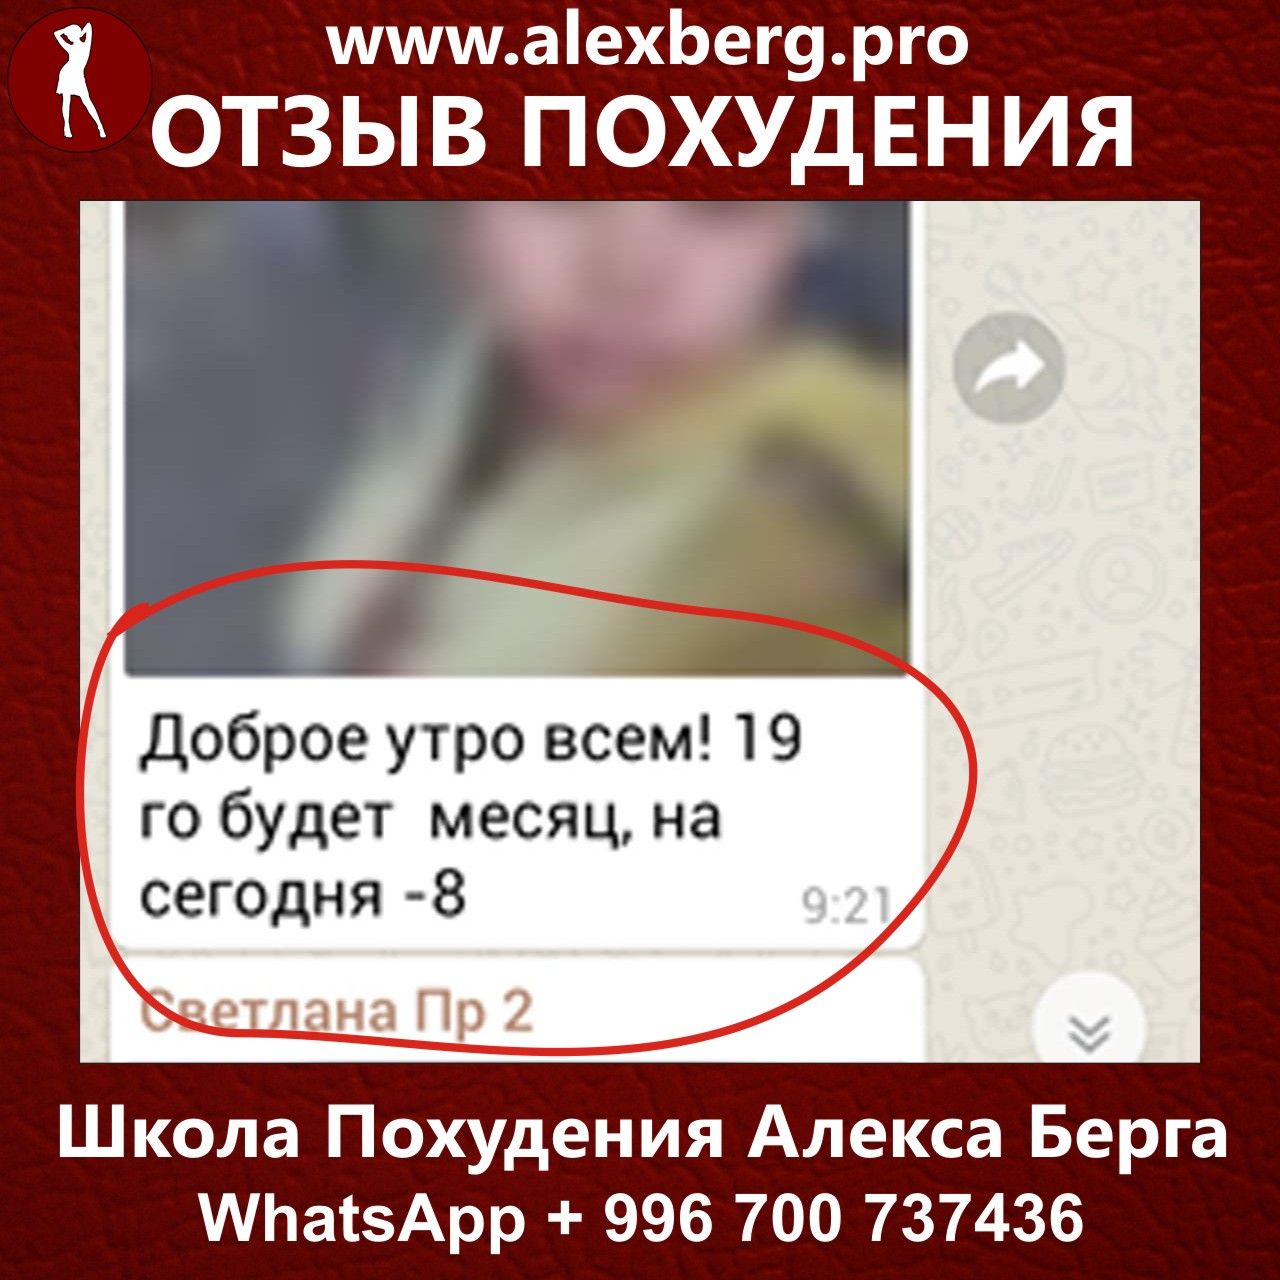 www.alexberg.pro
ОТЗЫВ ПОХУДЕНИЯ
Доброе утро всем! 19
го будет месяц, на
сегодня -8
9:21
Светлана Пр 2
Школа Похудения Алекса Берга
WhatsApp + 996 700 737436